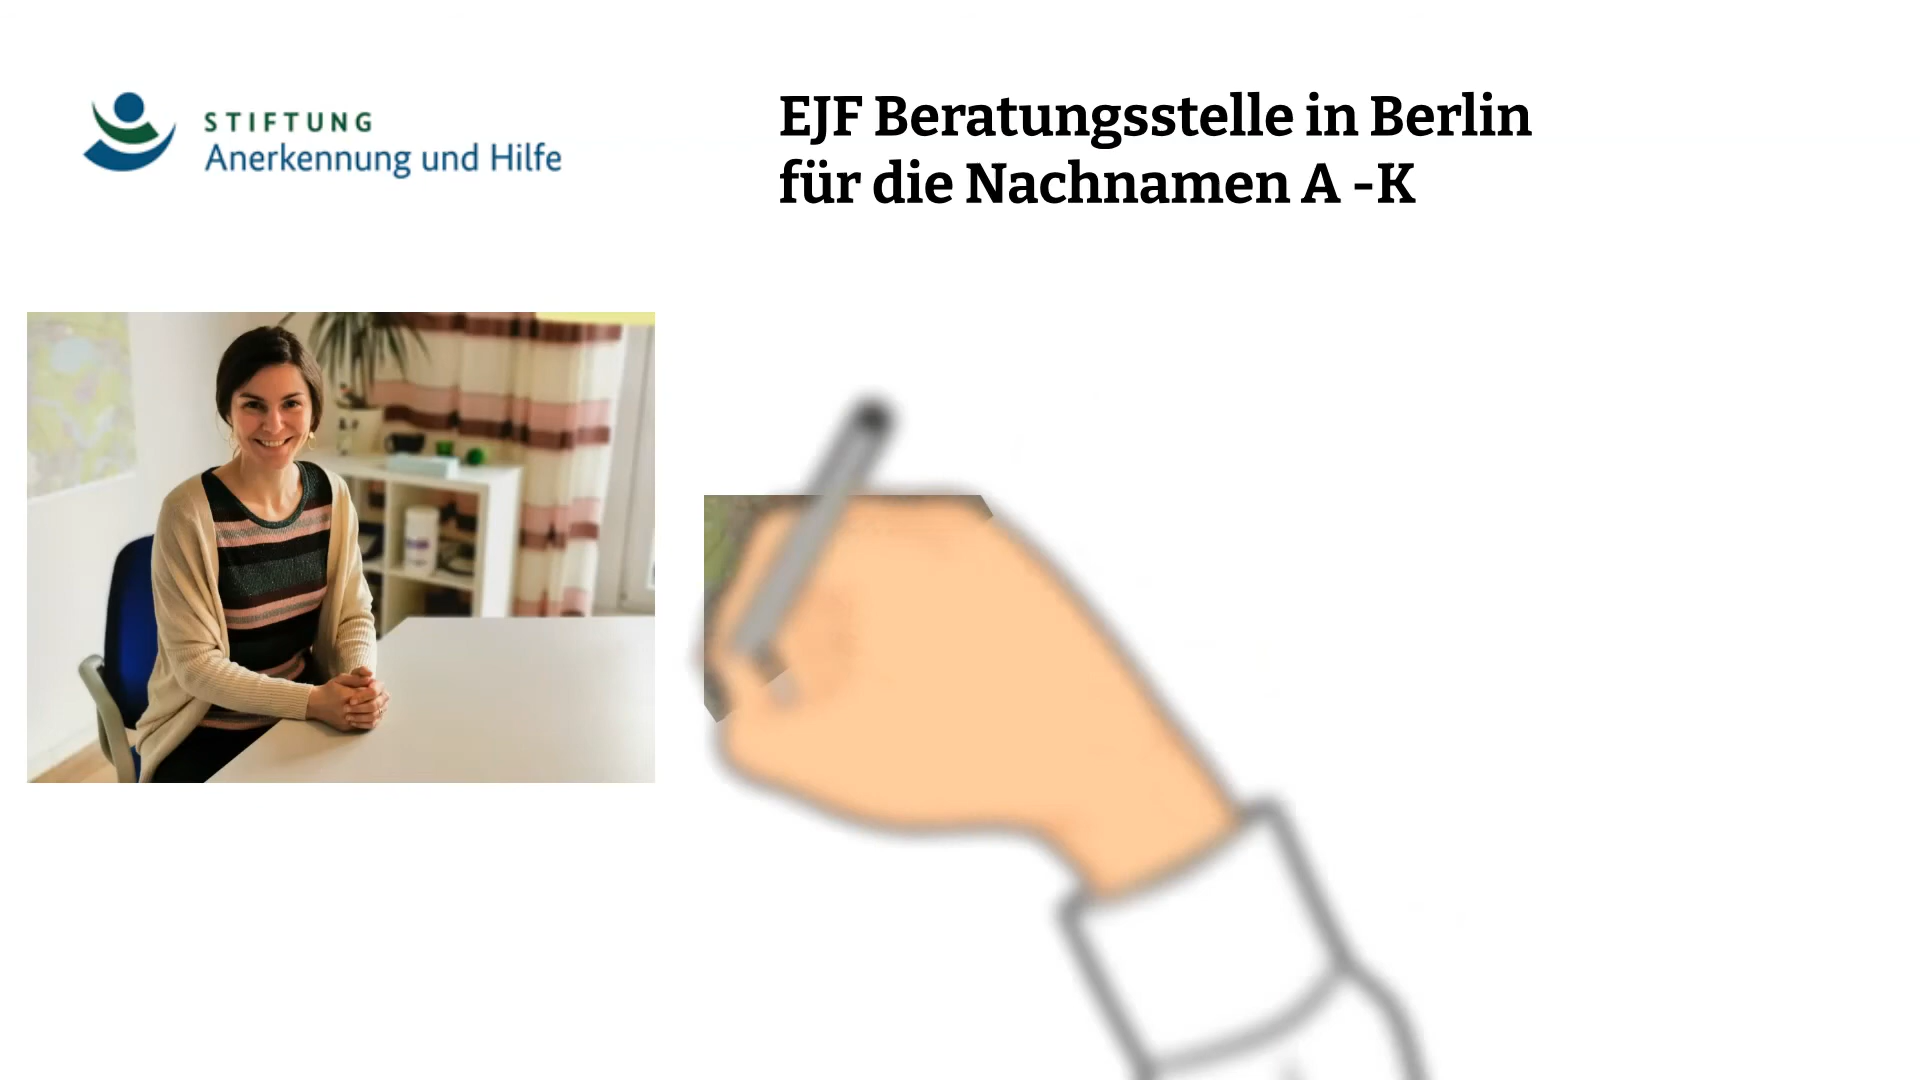 STIFTUNG
Anerkennung und Hilfe
EJF Beratungsstelle in Berlin
für die Nachnamen A -K